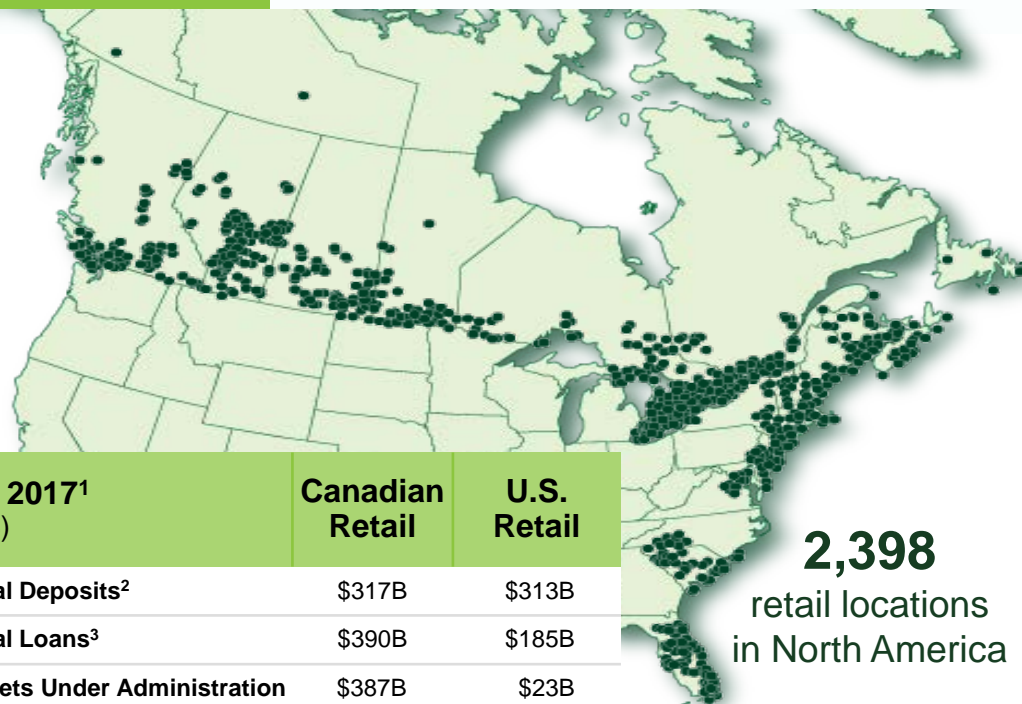 2017¹
)
Canadian
Retail
U.S.
Retail
al Deposits² $317B $313B
al Loans³ $390B $185B
ets Under Administration $387B $23B
2,398
retail locations
in North America